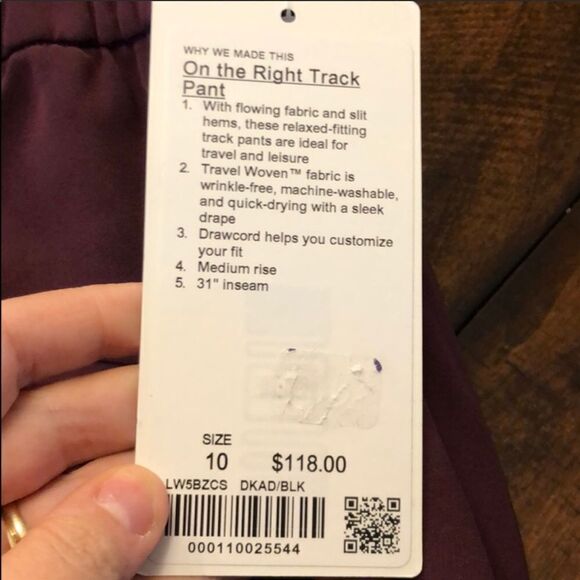 WHY WE MADE THIS
On the Right Track
Pant
1. With flowing fabric and slit
hems, these relaxed-fitting
track pants are ideal for
travel and leisure
2. Travel Woven™ fabric is
wrinkle-free, machine-washable,
and quick-drying with a sleek
drape
3. Drawcord helps you customize
your fit
4. Medium rise
5. 31" inseam
SIZE
10 $118.00
LW5BZCS DKAD/BLK
000110025544